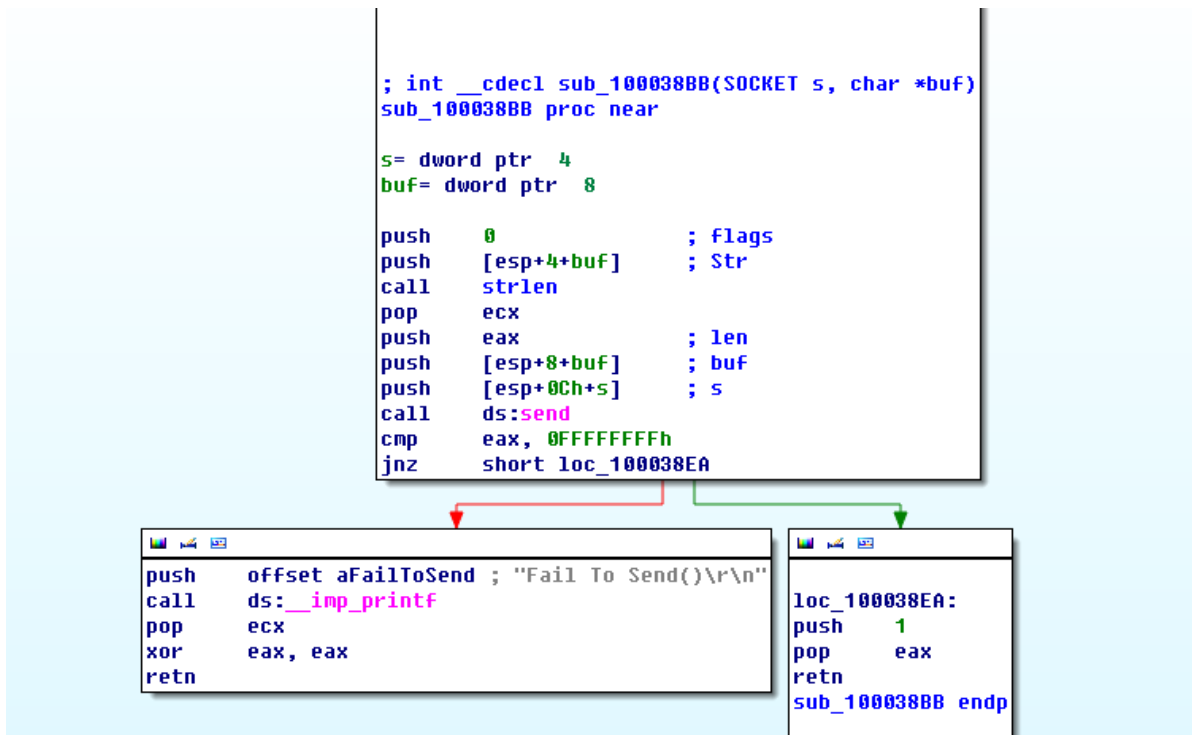 ; int __cdecl sub_100038BB(SOCKET s, char *buf)
sub_100038BB proc near
s= dword ptr  4
buf= dword ptr  8
push    0               ; flags
push    [esp+4+buf]     ; Str
call    strlen
pop     ecx
push    eax             ; len
push    [esp+8+buf]     ; buf
push    [esp+0Ch+s]     ; s
call    ds:send
cmp     eax, 0FFFFFFFFh
jnz     short loc_100038EA
push    offset aFailToSend ; "Fail To Send()\r\n"
call    ds:__imp_printf
pop     ecx
xor     eax, eax
retn
loc_100038EA:
push    1
pop     eax
retn
sub_100038BB endp